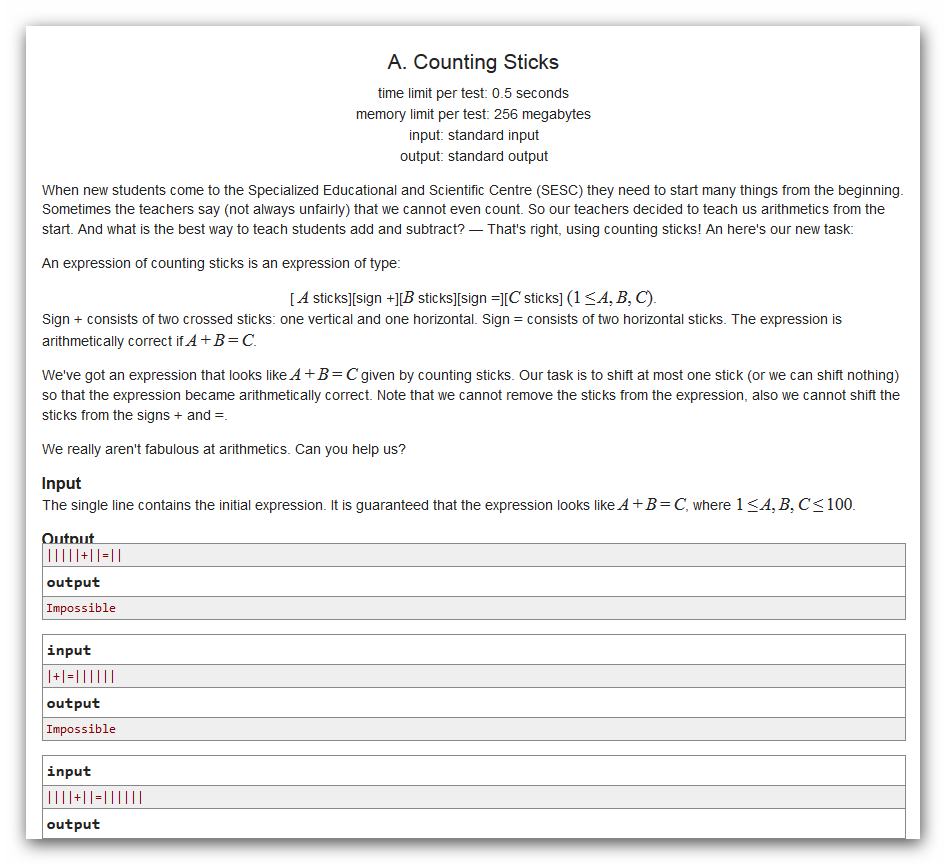 A. Counting Sticks
time limit per test: 0.5 seconds
memory limit per test: 256 megabytes
input: standard input
output: standard output
When new students come to the Specialized Educational and Scientific Centre (SESC) they need to start many things from the beginning.
Sometimes the teachers say (not always unfairly) that we cannot even count. So our teachers decided to teach us arithmetics from the
start. And what is the best way to teach students add and subtract? — That's right, using counting sticks! An here's our new task:
An expression of counting sticks is an expression of type:
[ A sticks][sign +][B sticks][sign =][C sticks] (1 ≤ A, B, C).
Sign + consists of two crossed sticks: one vertical and one horizontal. Sign = consists of two horizontal sticks. The expression is
arithmetically correct if A + B = C.
We've got an expression that looks like A + B = C given by counting sticks. Our task is to shift at most one stick (or we can shift nothing)
so that the expression became arithmetically correct. Note that we cannot remove the sticks from the expression, also we cannot shift the
sticks from the signs + and =.
We really aren't fabulous at arithmetics. Can you help us?
Input
The single line contains the initial expression. It is guaranteed that the expression looks like A + B = C, where 1 ≤ A, B, C ≤ 100.
Output
|||||+||=||
output
Impossible
input
|+|=||||||
output
Impossible
input
||||+||=||||||
output